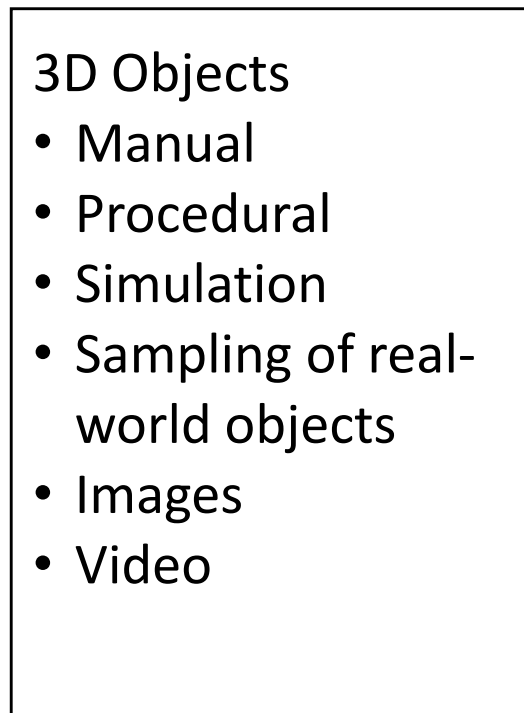 3D Objects
• Manual
• Procedural
• Simulation
• Sampling of real-
world objects
• Images
• Video